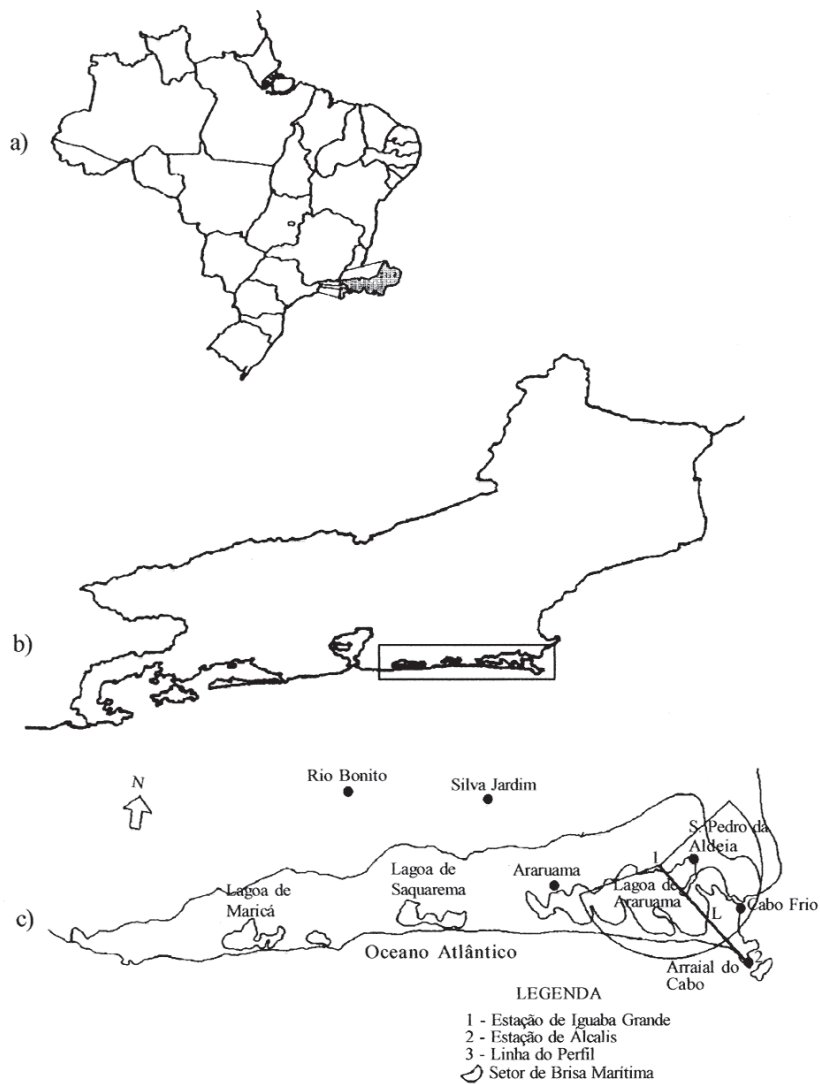 a)
b)
N
Rio Bonito
Silva Jardim
S. Pedro da
Aldeia
1
Araruama
Lagoa de
Saquarema
Lagoa de
Araruama
Lagoa de
Maricá
L
Cabo Frio
c)
Oceano Atlântico
Arraial do
Cabo
LEGENDA
1 - Estação de Iguaba Grande
2 - Estação de Álcalis
3 - Linha do Perfil
Setor de Brisa Marítima